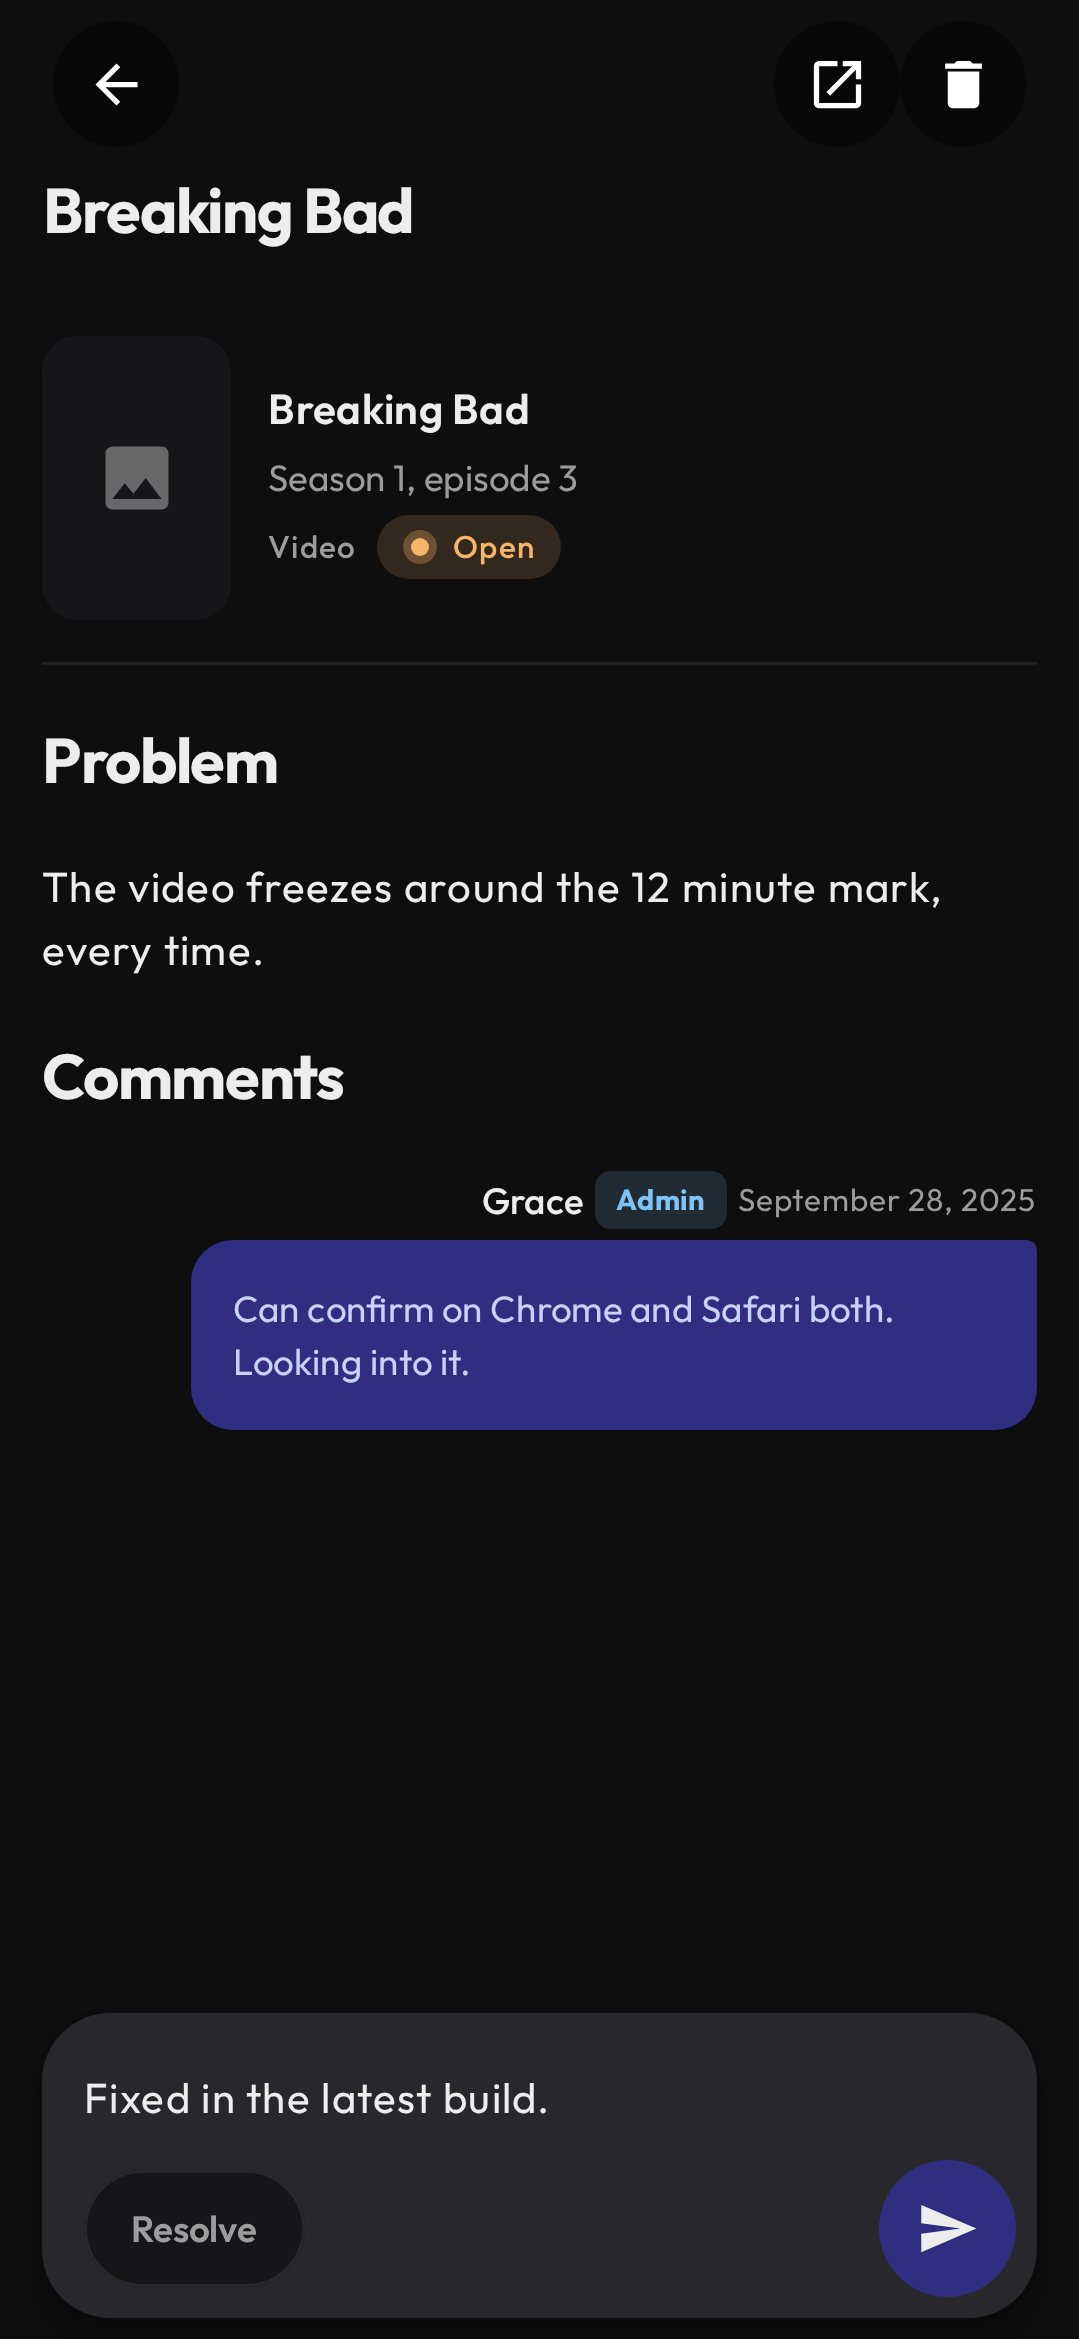 Breaking Bad
Breaking Bad
Season 1, episode 3
Video
Open
Problem
The video freezes around the 12 minute mark,
every time.
Comments
Grace Admin September 28, 2025
Can confirm on Chrome and Safari both.
Looking into it.
Fixed in the latest build.
Resolve